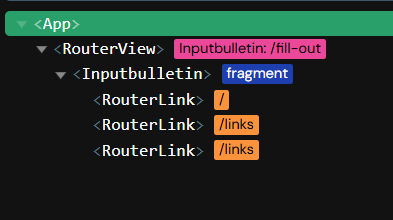 <App>
<RouterView> Inputbulletin: /fill-out
<Inputbulletin> fragment
<RouterLink> /
<RouterLink> /links
<RouterLink> /links